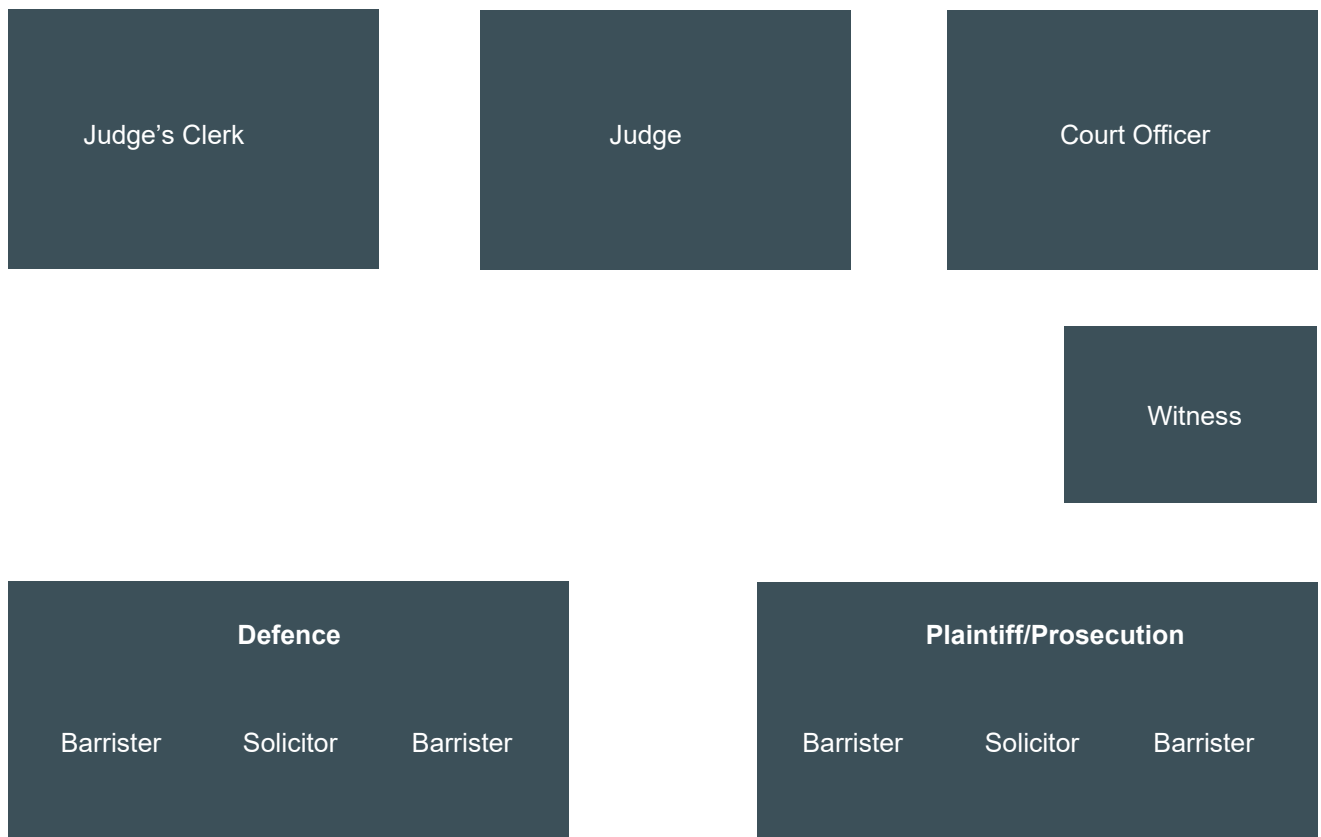 Judge’s Clerk
Judge
Court Officer
Witness
Defence
Barrister Solicitor Barrister
Plaintiff/Prosecution
Barrister Solicitor Barrister